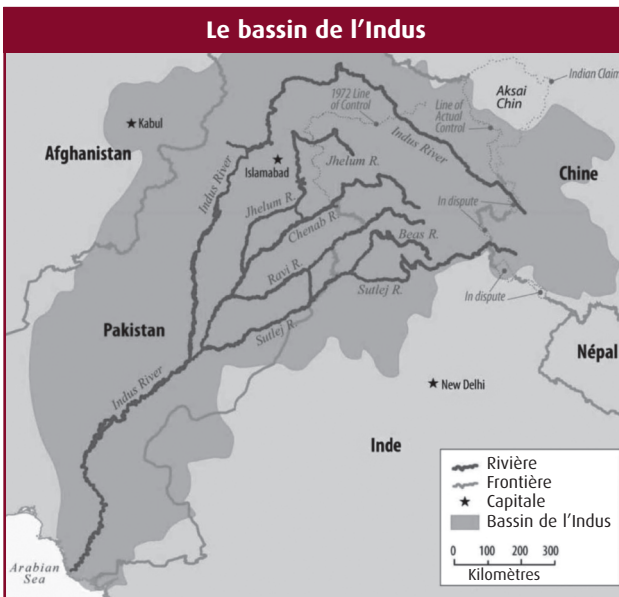 Le bassin de l'Indus
Indian Claim
Aksai
Chin
1972 Line
of Control
Line of
Actual
Control
Kabul
Afghanistan
Indus River
Islamabad
Jhelum R.
Indus River
Chine
Jhelum R.
Chenab R.
In dispute
Beas R.
Ravi R.
Sutlej R.
In dispute
Pakistan
Sutlej R.
Népal
Indus River
New Delhi
Inde
Rivière
Frontière
Capitale
Bassin de l'Indus
0 100 200 300
Kilomètres
Arabian
Sea